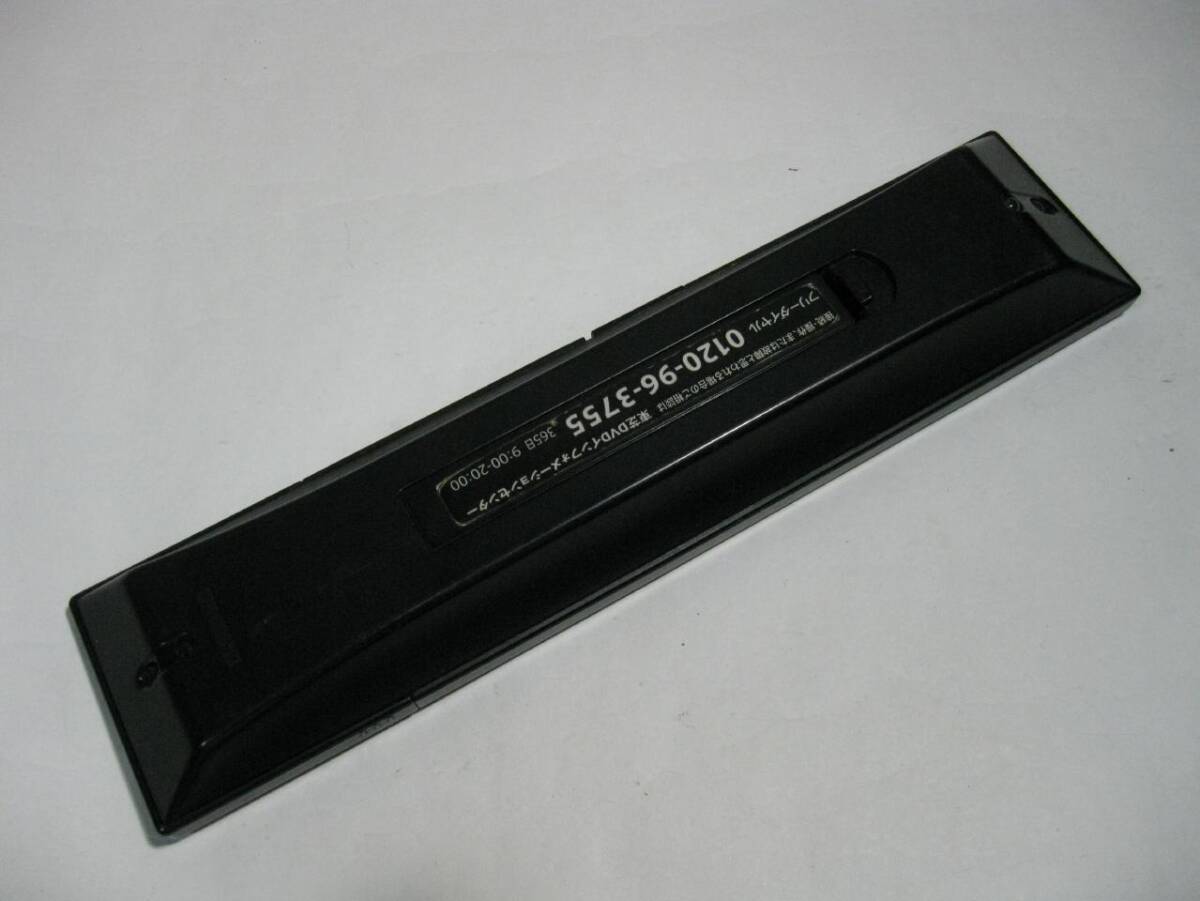 接続・操作、または故障と思われる場合のご相談は 東芝DVDインフォメーションセンター
フリーダイヤル 0120-96-3755 365日 9:00-20:00